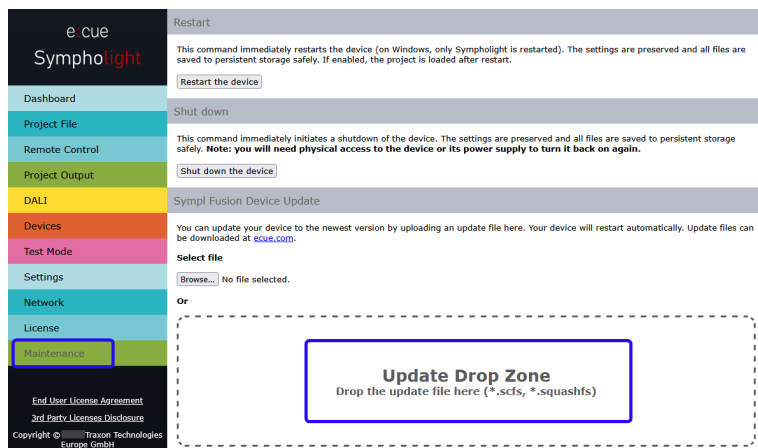 e:cue
Sympholight
Dashboard
Project File
Remote Control
Project Output
DALI
Devices
Test Mode
Settings
Network
License
Maintenance
End User License Agreement
3rd Party Licenses Disclosure
Copyright © Traxon Technologies
Europe GmbH
Restart
This command immediately restarts the device (on Windows, only Sympholight is restarted). The settings are preserved and all files are
saved to persistent storage safely. If enabled, the project is loaded after restart.
Restart the device
Shut down
This command immediately initiates a shutdown of the device. The settings are preserved and all files are saved to persistent storage
safely. Note: you will need physical access to the device or its power supply to turn it back on again.
Shut down the device
Sympl Fusion Device Update
You can update your device to the newest version by uploading an update file here. Your device will restart automatically. Update files can
be downloaded at ecue.com.
Select file
Browse... No file selected.
Or
Update Drop Zone
Drop the update file here (*.scfs, *.squashfs)